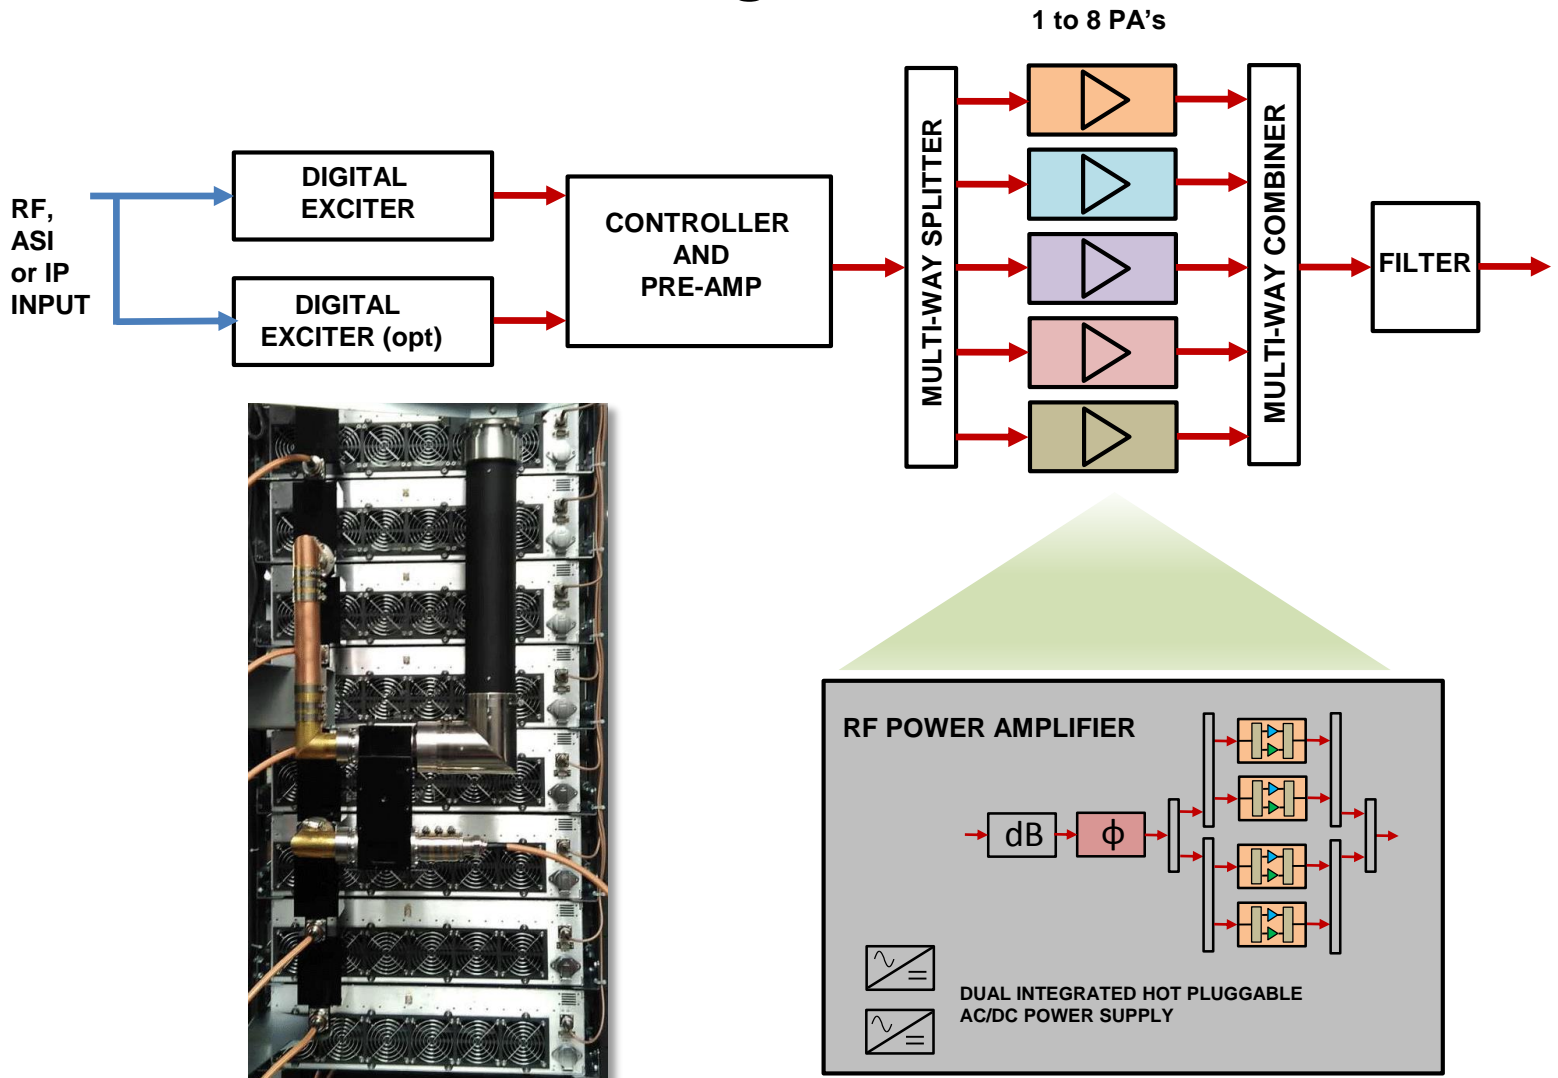 1 to 8 PA's
RF,
ASI
or IP
INPUT
DIGITAL
EXCITER
DIGITAL
EXCITER (opt)
CONTROLLER
AND
PRE-AMP
MULTI-WAY SPLITTER
MULTI-WAY COMBINER
FILTER
RF POWER AMPLIFIER
dB
ϕ
DUAL INTEGRATED HOT PLUGGABLE
AC/DC POWER SUPPLY